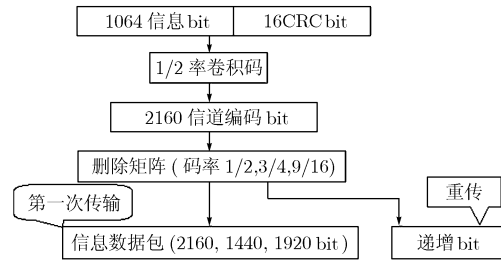 1064 信息 bit
16CRC bit
1/2 率卷积码
2160 信道编码 bit
删除矩阵 ( 码率 1/2,3/4,9/16)
第一次传输
重传
信息数据包 (2160, 1440, 1920 bit )
递增 bit